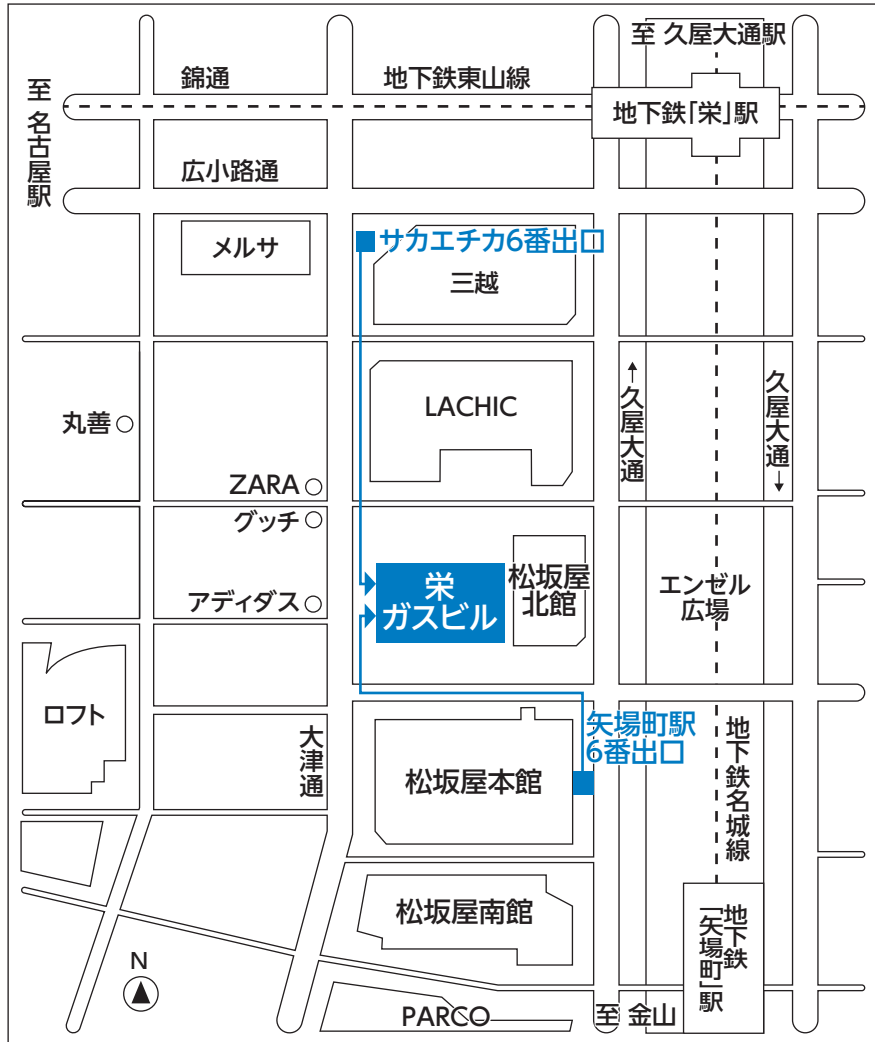 至 久屋大通駅
錦通
地下鉄東山線
至 名古屋駅
地下鉄「栄」駅
広小路通
メルサ
サカエチカ6番出口
三越
LACHIC
丸善
↑久屋大通
久屋大通↓
ZARA
グッチ
アディダス
栄
ガスビル
松坂屋
北館
エンゼル
広場
ロフト
大津通
矢場町駅
6番出口
松坂屋本館
地下鉄名城線
松坂屋南館
地下鉄
「矢場町」駅
N
PARCO
至 金山